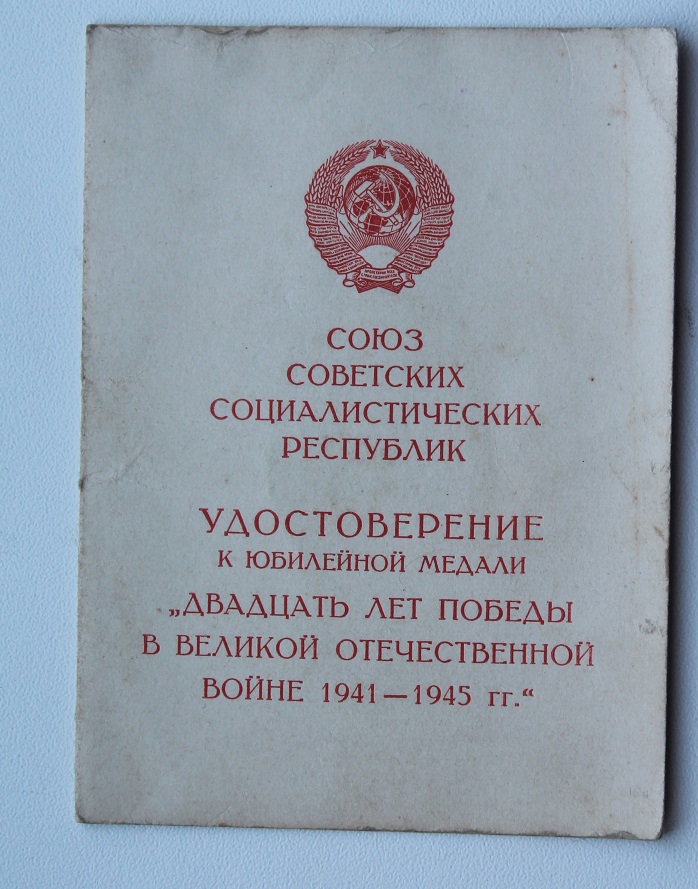 СОЮЗ
СОВЕТСКИХ
СОЦИАЛИСТИЧЕСКИХ
РЕСПУБЛИК
УДОСТОВЕРЕНИЕ
К ЮБИЛЕЙНОЙ МЕДАЛИ
„ДВАДЦАТЬ ЛЕТ ПОБЕДЫ
В ВЕЛИКОЙ ОТЕЧЕСТВЕННОЙ
ВОЙНЕ 1941—1945 гг.“